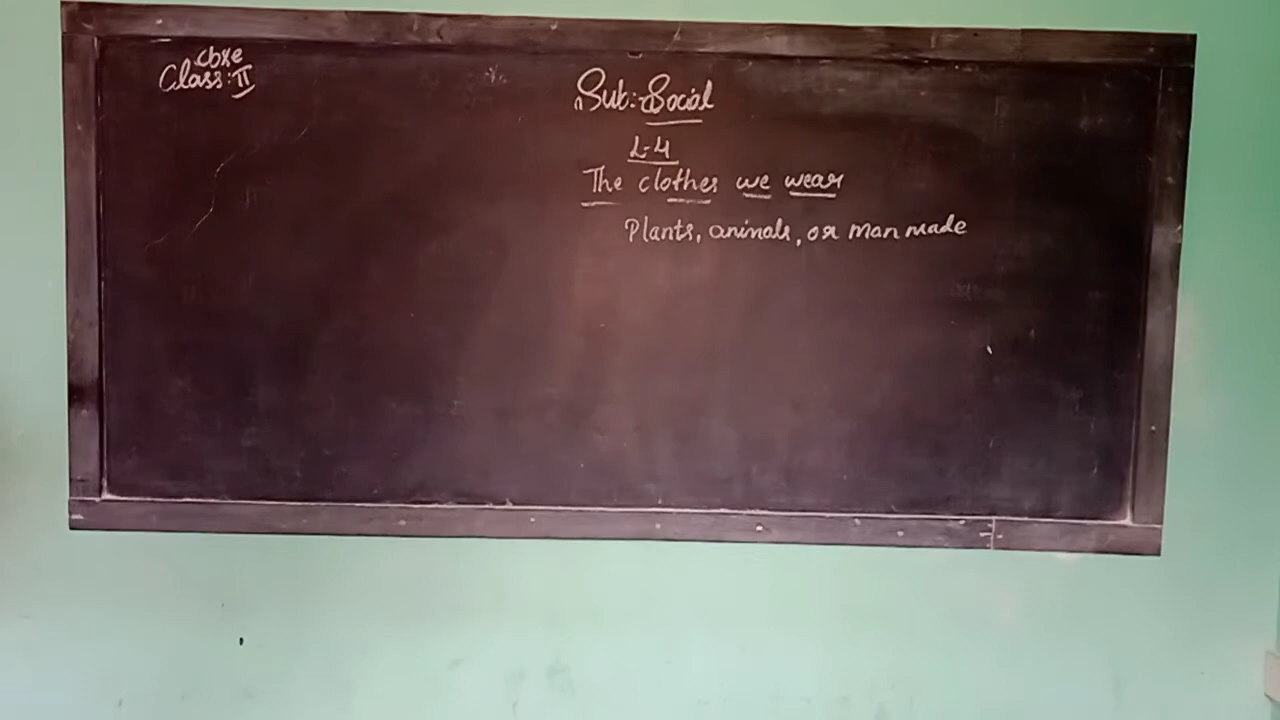 cbse
Class: II
Sub:- Social
L-4
The clothes we wear
Plants, animals, or man made